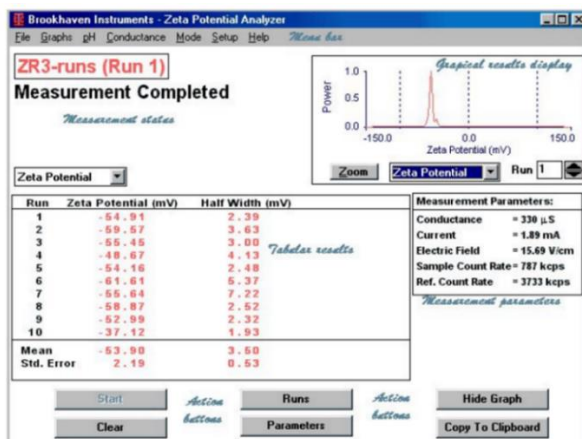 Brookhaven Instruments - Zeta Potential Analyzer
File Graphs pH Conductance Mode Setup Help Menu bar
ZR3-runs (Run 1)
Measurement Completed
Measurement status
Grapical results display
Power
1.0
0.5
0.0
-150.0 0.0 150.0
Zeta Potential (mV)
Zoom Zeta Potential Run 1
Zeta Potential
Run Zeta Potential (mV) Half Width (mV)
1 -54.91 2.39
2 -59.57 3.63
3 -55.45 3.00
4 -48.67 4.13
5 -54.16 2.48
6 -61.61 5.37
7 -55.64 7.22
8 -58.87 2.52
9 -52.99 2.32
10 -37.12 1.93
Mean -53.90 3.50
Std. Error 2.19 0.53
Tabular results
Measurement Parameters:
Conductance = 330 µS
Current = 1.89 mA
Electric Field = 15.69 V/cm
Sample Count Rate = 787 kcps
Ref. Count Rate = 3733 kcps
Measurement parameters
Start Action buttons Runs Action buttons Hide Graph
Clear Parameters Copy To Clipboard